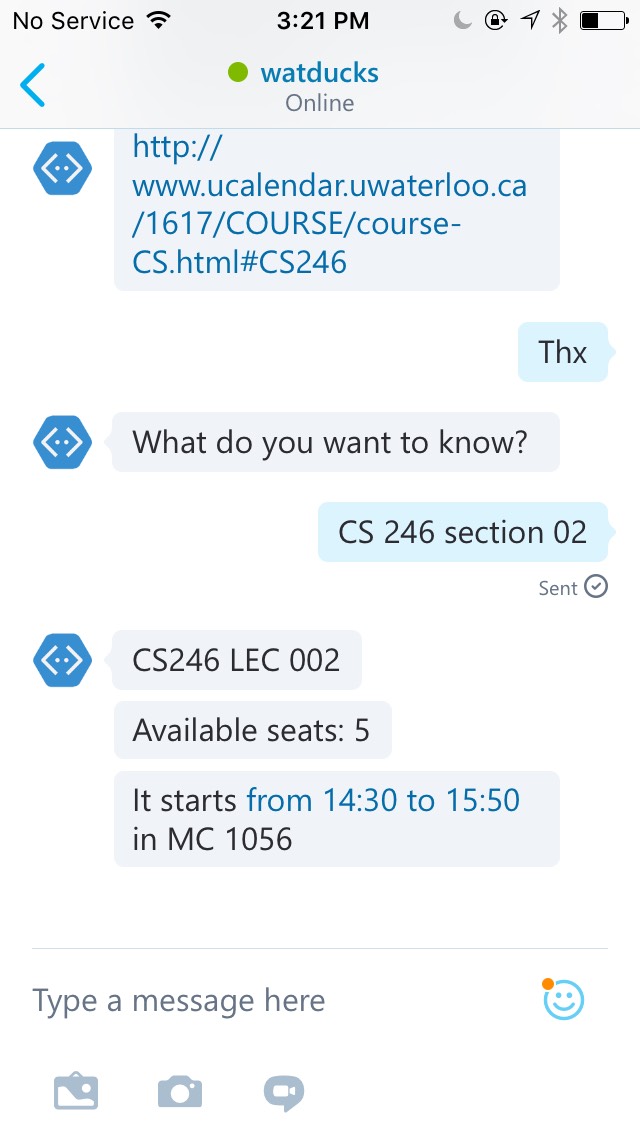 No Service 3:21 PM
watducks
Online
http://
www.ucalendar.uwaterloo.ca
/1617/COURSE/course-
CS.html#CS246
Thx
What do you want to know?
CS 246 section 02
Sent
CS246 LEC 002
Available seats: 5
It starts from 14:30 to 15:50
in MC 1056
Type a message here